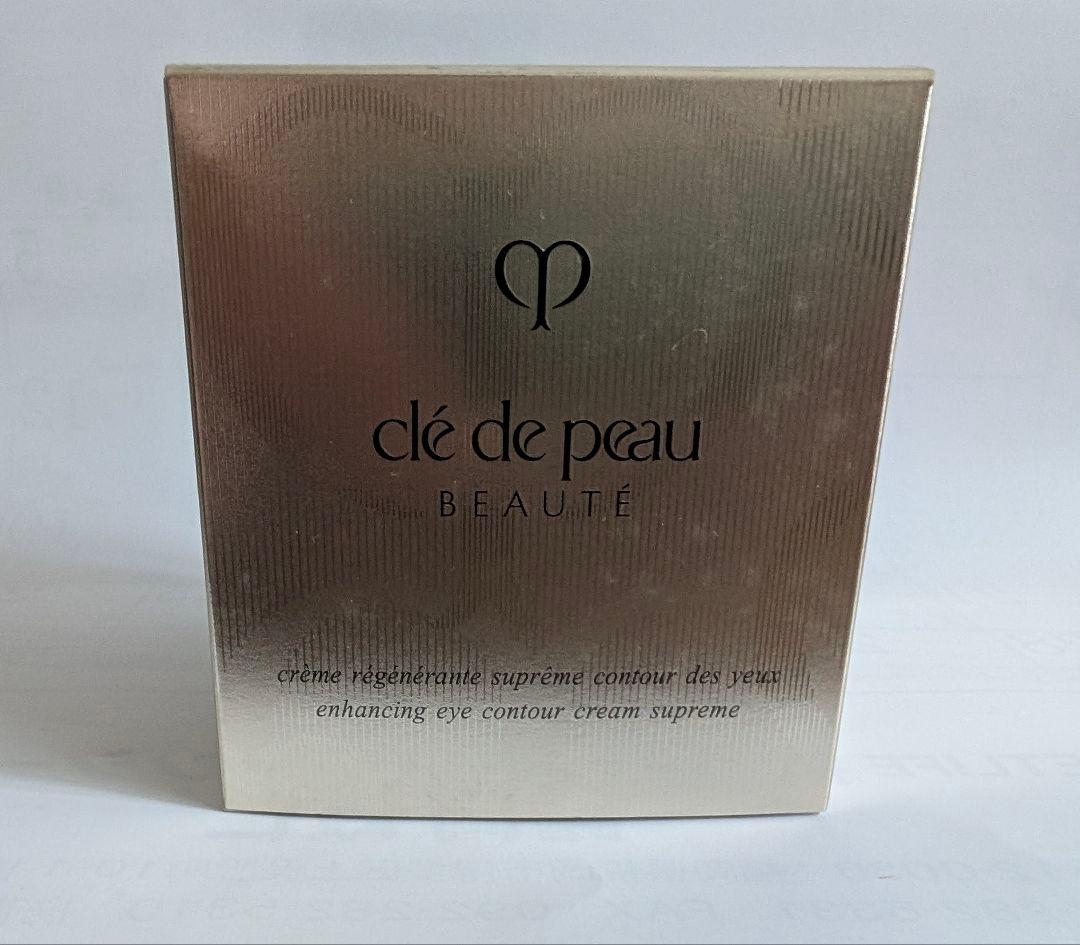 clé de peau
BEAUTÉ
crème régénérante suprême contour des yeux
enhancing eye contour cream supreme